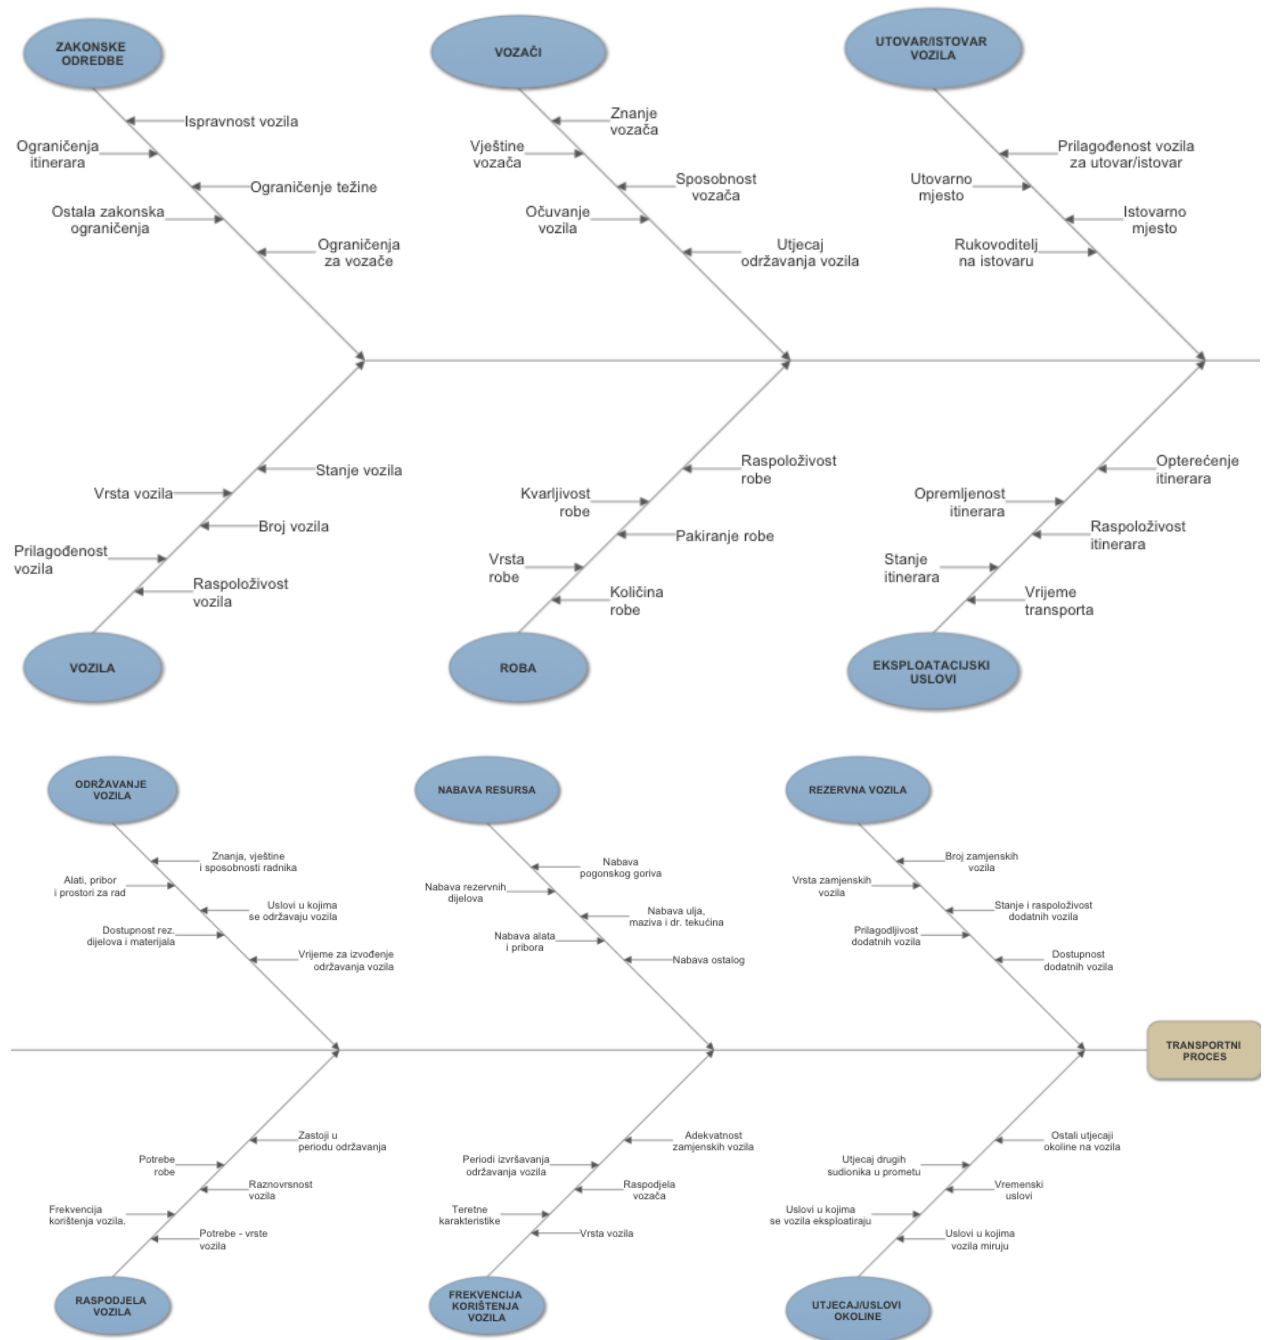 ZAKONSKE
ODREDBE
VOZAČI
UTOVAR/ISTOVAR
VOZILA
Ispravnost vozila
Ograničenja
itinerara
Ograničenje težine
Ostala zakonska
ograničenja
Ograničenja
za vozače
Znanje
vozača
Vještine
vozača
Sposobnost
vozača
Očuvanje
vozila
Utjecaj
održavanja vozila
Prilagođenost vozila
za utovar/istovar
Utovarno
mjesto
Istovarno
mjesto
Rukovoditelj
na istovaru
Stanje vozila
Vrsta vozila
Broj vozila
Prilagođenost
vozila
Raspoloživost
vozila
VOZILA
Raspoloživost
robe
Kvarljivost
robe
Pakiranje robe
Vrsta
robe
Količina
robe
ROBA
Opterećenje
itinerara
Opremljenost
itinerara
Raspoloživost
itinerara
Stanje
itinerara
Vrijeme
transporta
EKSPLOATACIJSKI
USLOVI
ODRŽAVANJE
VOZILA
NABAVA RESURSA
REZERVNA VOZILA
Znanja, vještine
i sposobnosti radnika
Alati, pribor
i prostori za rad
Uslovi u kojima
se održavaju vozila
Dostupnost rez.
dijelova i materijala
Vrijeme za izvođenje
održavanja vozila
Nabava
pogonskog goriva
Nabava rezervnih
dijelova
Nabava ulja,
maziva i dr. tekućina
Nabava alata
i pribora
Nabava ostalog
Broj zamjenskih
vozila
Vrsta zamjenskih
vozila
Stanje i raspoloživost
dodatnih vozila
Prilagodljivost
dodatnih vozila
Dostupnost
dodatnih vozila
TRANSPORTNI
PROCES
Zastoji u
periodu održavanja
Potrebe
robe
Raznovrsnost
vozila
Frekvencija
korištenja vozila.
Potrebe - vrste
vozila
RASPODJELA
VOZILA
Adekvatnost
zamjenskih vozila
Periodi izvršavanja
održavanja vozila
Raspodjela
vozača
Teretne
karakteristike
Vrsta vozila
FREKVENCIJA
KORIŠTENJA
VOZILA
Ostali utjecaji
okoline na vozila
Utjecaj drugih
sudionika u prometu
Vremenski
uslovi
Uslovi u kojima
se vozila eksploatiraju
Uslovi u kojima
vozila miruju
UTJECAJ/USLOVI
OKOLINE